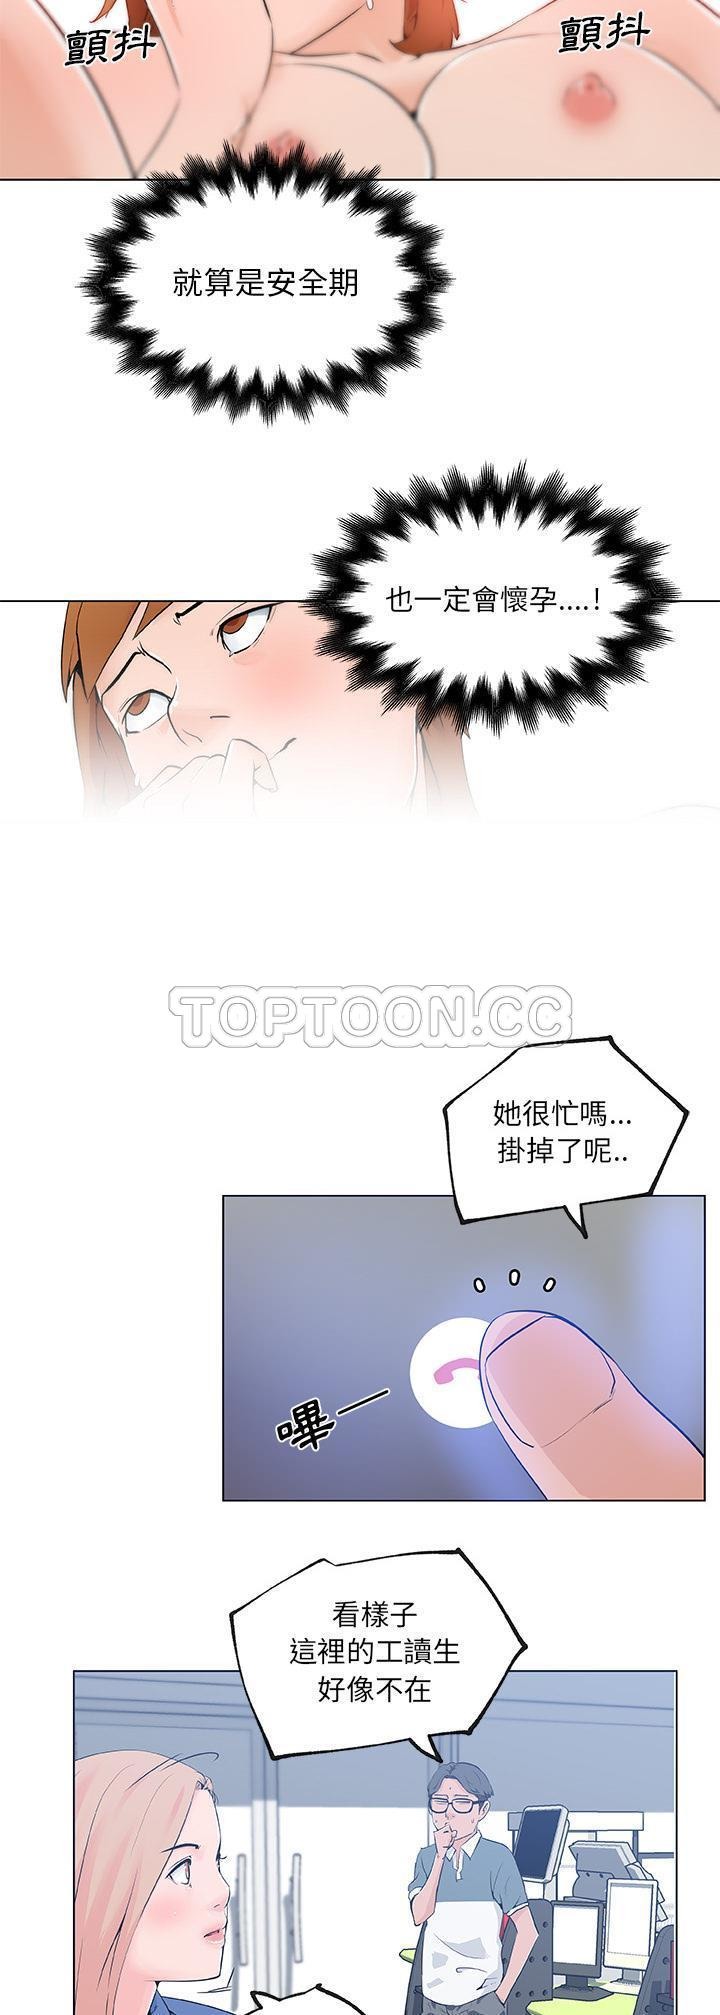 顫抖
顫抖
就算是安全期
也一定會懷孕....!
TOPTOON.CC
她很忙嗎...
掛掉了呢..
嗶—
看樣子
這裡的工讀生
好像不在